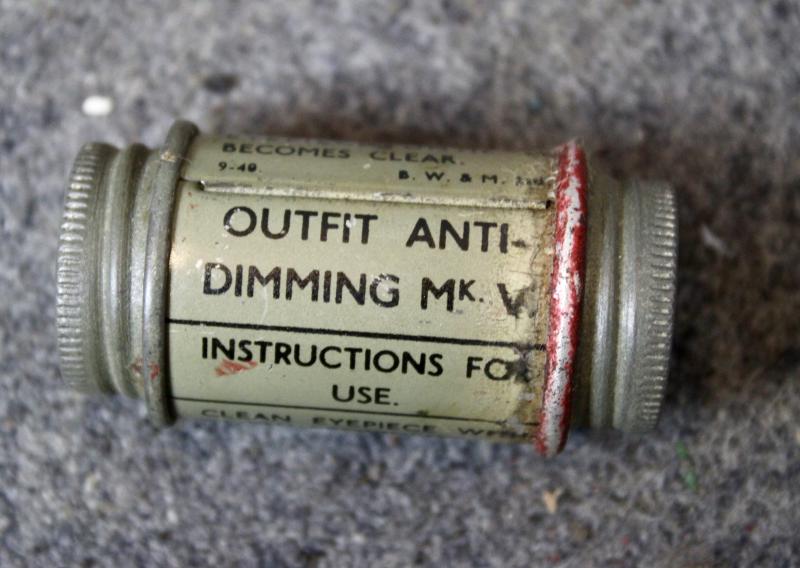 BECOMES CLEAR.
9-40. B. W. & M.
OUTFIT ANTI-
DIMMING MK. V
INSTRUCTIONS FOR
USE.
CLEAN EYEPIECE